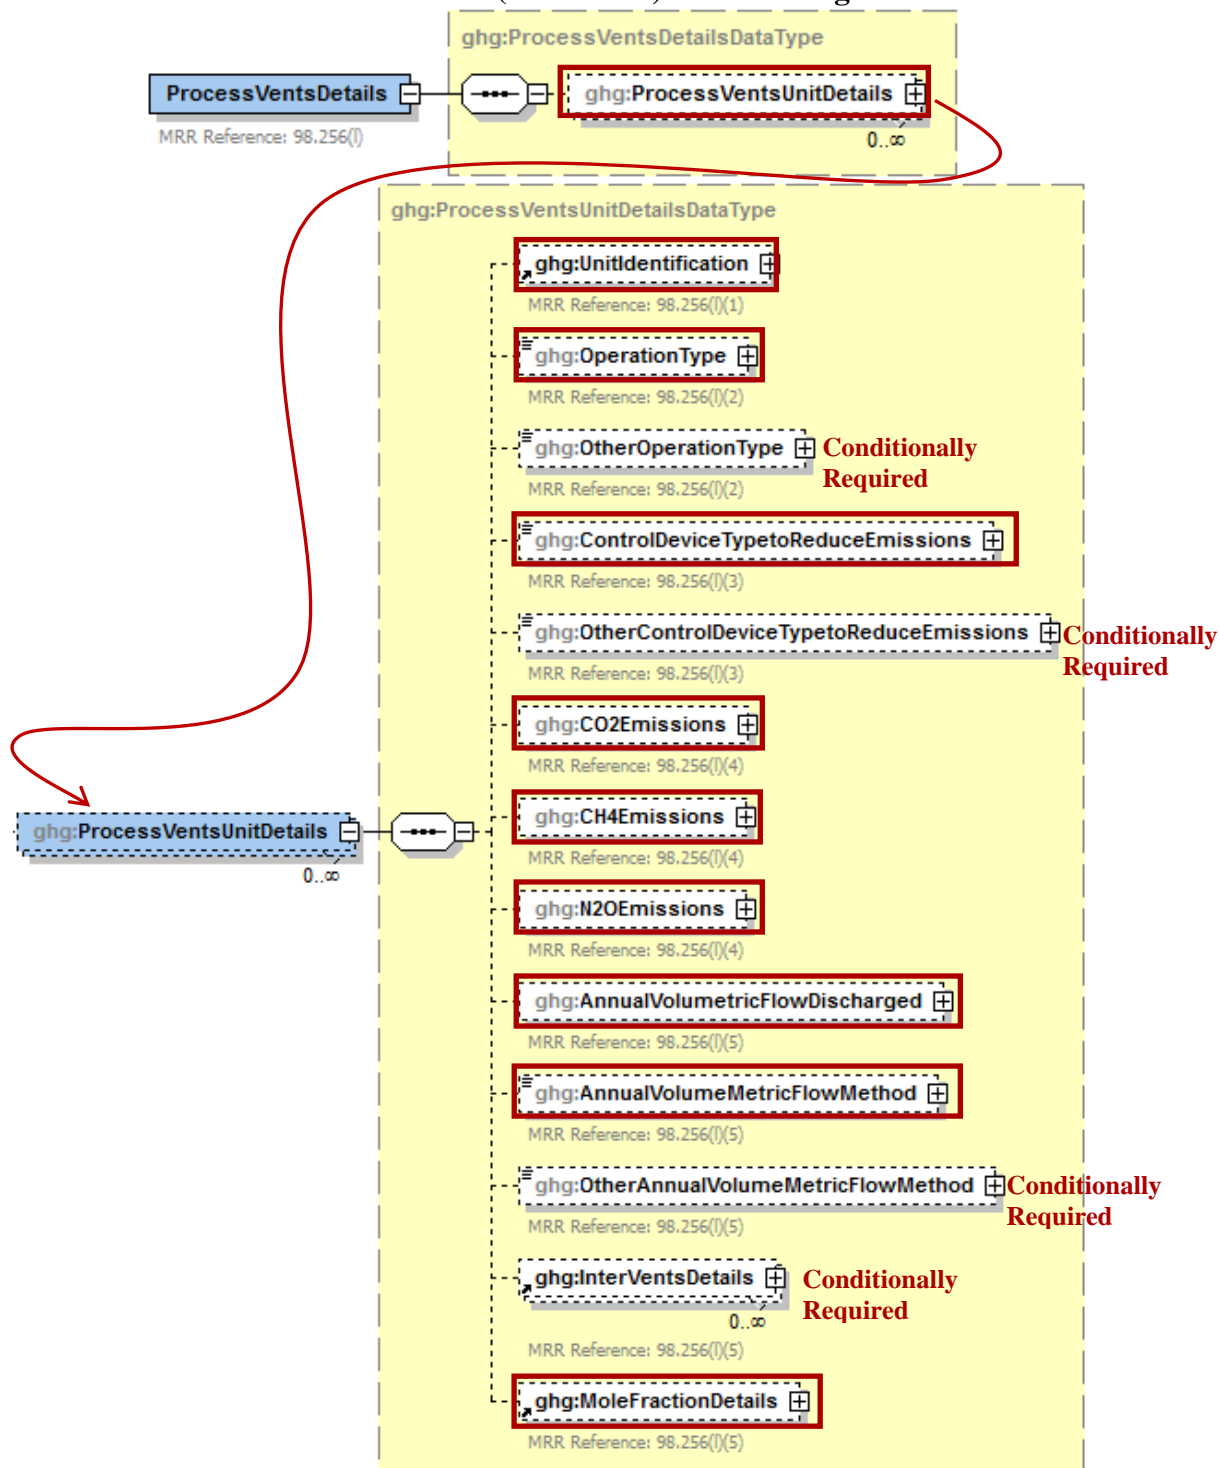 ghg:ProcessVentsDetailsDataType
ProcessVentsDetails
ghg:ProcessVentsUnitDetails
MRR Reference: 98.256(l)
0..∞
ghg:ProcessVentsUnitDetailsDataType
ghg:UnitIdentification
MRR Reference: 98.256(l)(1)
ghg:OperationType
MRR Reference: 98.256(l)(2)
ghg:OtherOperationType
Conditionally
Required
MRR Reference: 98.256(l)(2)
ghg:ControlDeviceTypetoReduceEmissions
MRR Reference: 98.256(l)(3)
ghg:OtherControlDeviceTypetoReduceEmissions
Conditionally
Required
MRR Reference: 98.256(l)(3)
ghg:CO2Emissions
MRR Reference: 98.256(l)(4)
ghg:CH4Emissions
MRR Reference: 98.256(l)(4)
ghg:ProcessVentsUnitDetails
0..∞
ghg:N2OEmissions
MRR Reference: 98.256(l)(4)
ghg:AnnualVolumetricFlowDischarged
MRR Reference: 98.256(l)(5)
ghg:AnnualVolumeMetricFlowMethod
MRR Reference: 98.256(l)(5)
ghg:OtherAnnualVolumeMetricFlowMethod
Conditionally
Required
MRR Reference: 98.256(l)(5)
ghg:InterVentsDetails
Conditionally
Required
0..∞
MRR Reference: 98.256(l)(5)
ghg:MoleFractionDetails
MRR Reference: 98.256(l)(5)